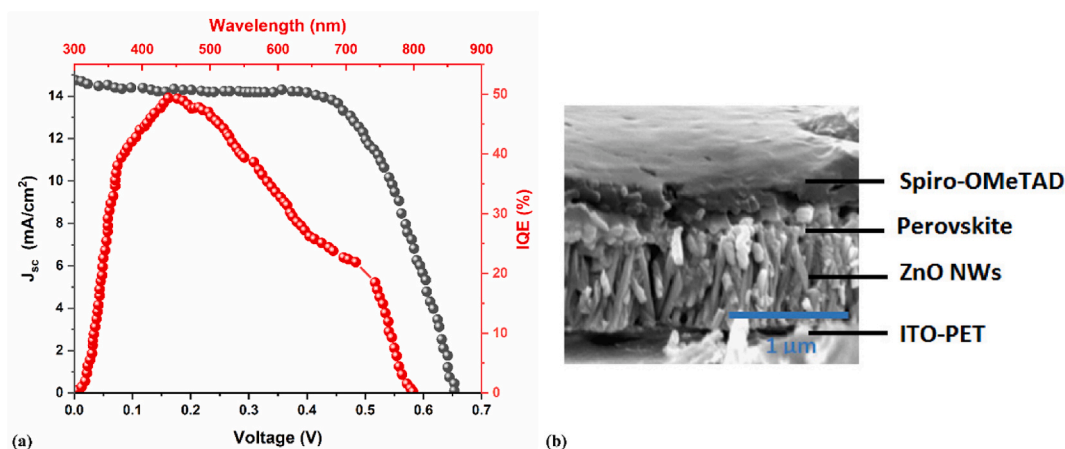 Wavelength (nm)
300 400 500 600 700 800 900
J_sc (mA/cm²)
14
12
10
8
6
4
2
0
50
40
30
20
10
0
IQE (%)
0.0 0.1 0.2 0.3 0.4 0.5 0.6 0.7
Voltage (V)
(a)
Spiro-OMeTAD
Perovskite
ZnO NWs
ITO-PET
1 µm
(b)